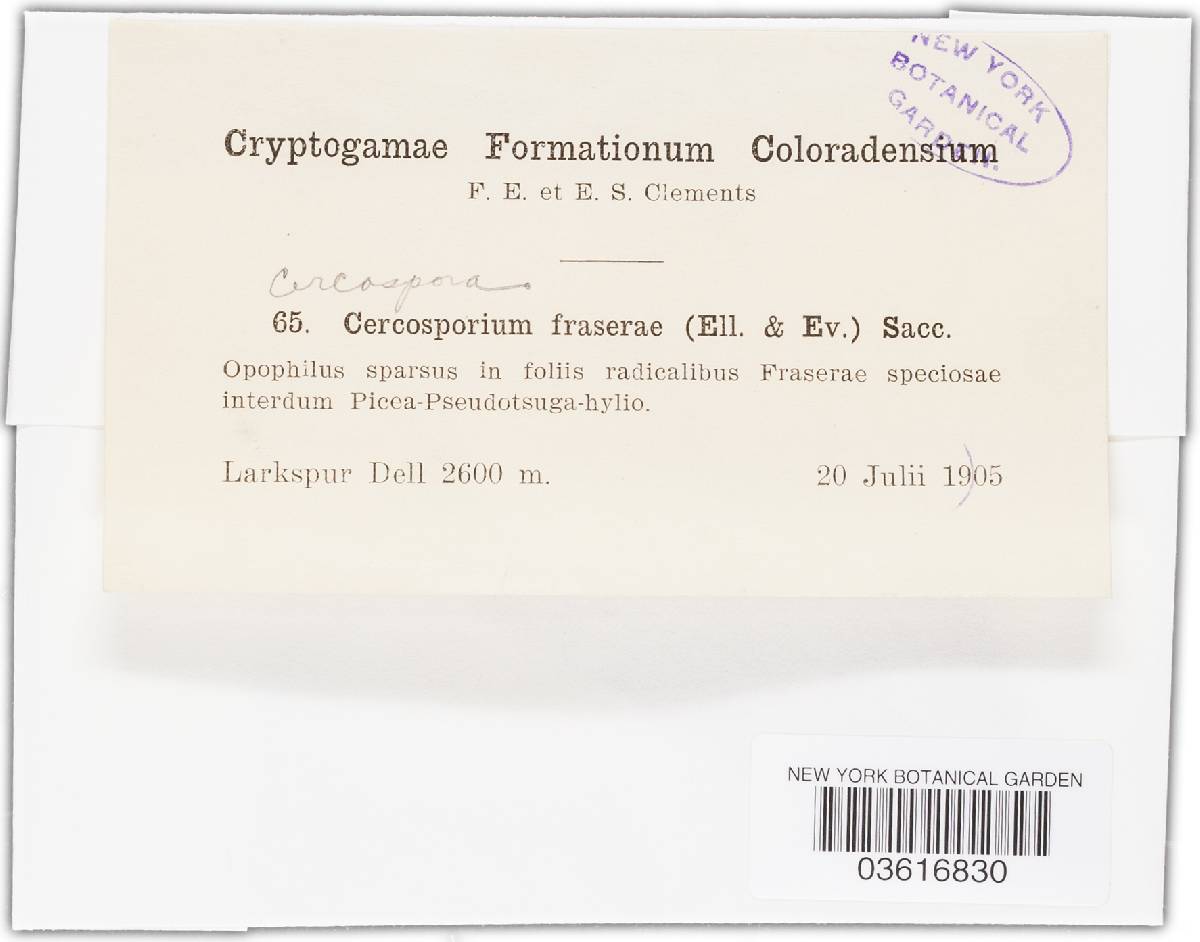 NEW YORK
BOTANICAL
GARDEN.
Cryptogamae Formationum Coloradensium
F. E. et E. S. Clements
Cercospora
65. Cercosporium fraserae (Ell. & Ev.) Sacc.
Opophilus sparsus in foliis radicalibus Fraserae speciosae
interdum Picea-Pseudotsuga-hylio.
Larkspur Dell 2600 m. 20 Julii 1905
NEW YORK BOTANICAL GARDEN
03616830